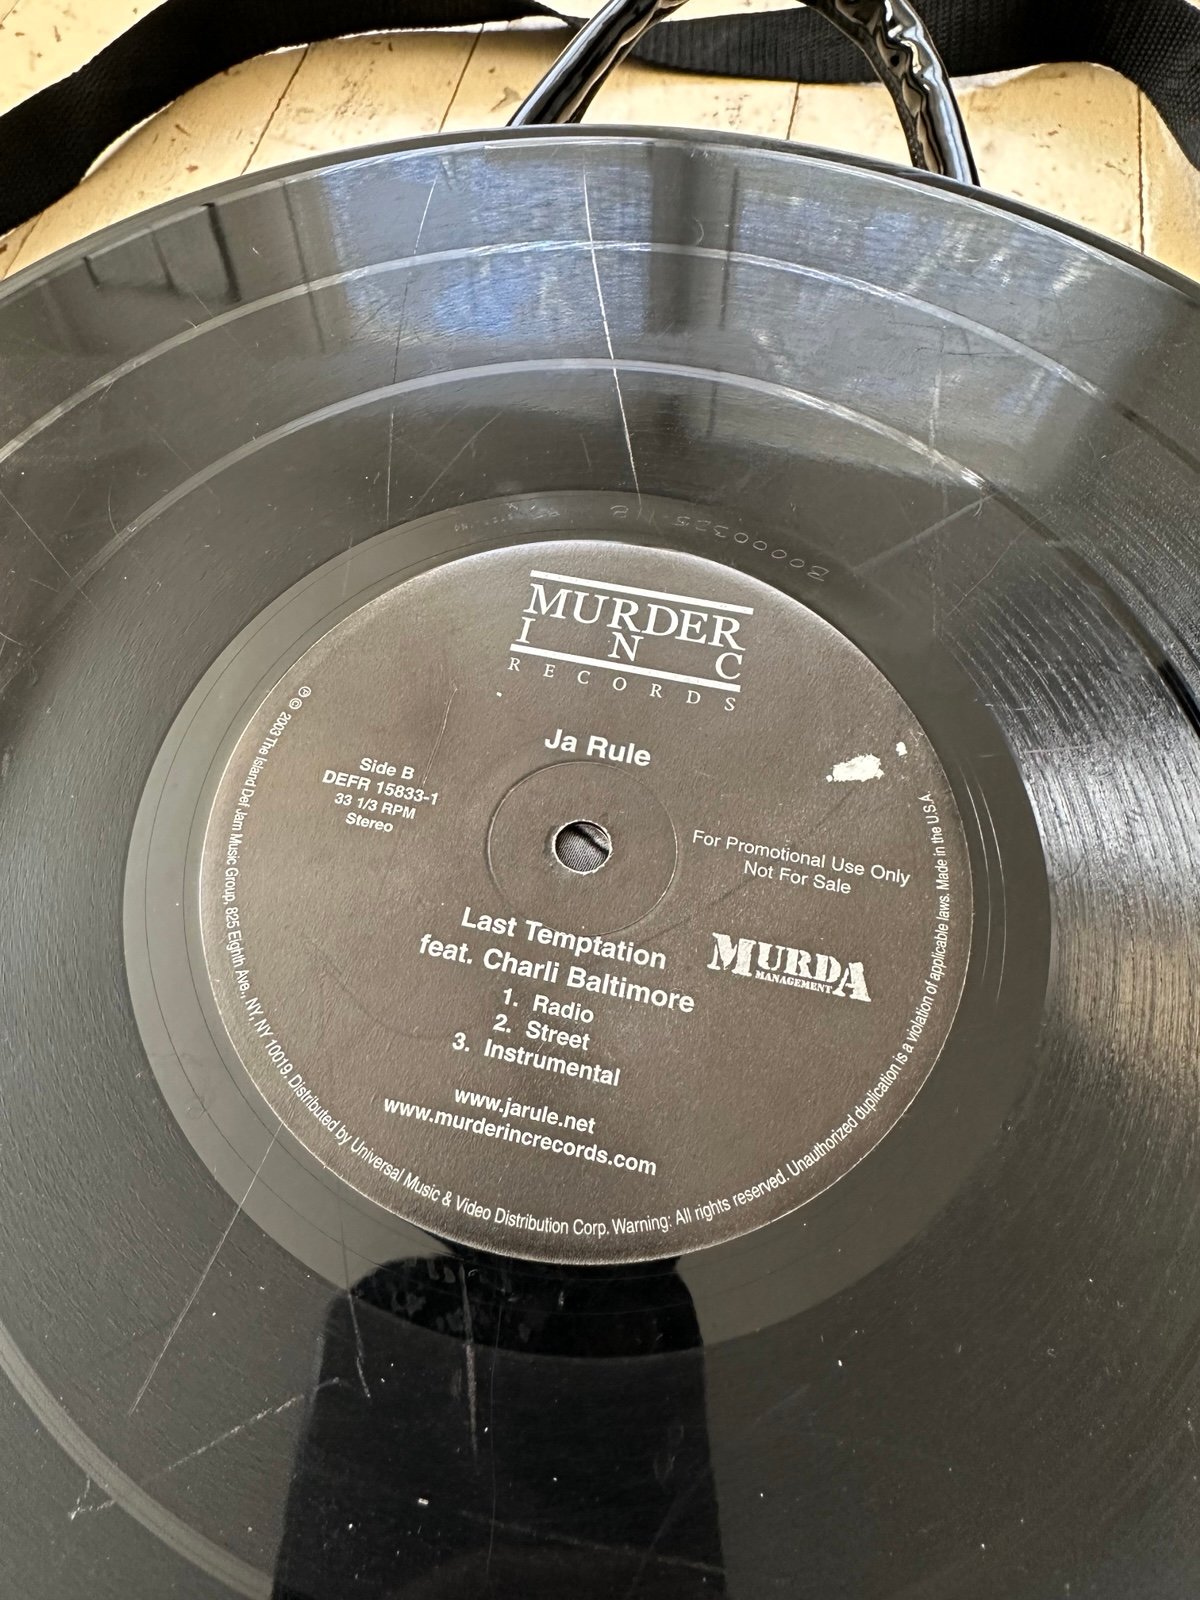 B0000325 1 B
MURDER
I N C
RECORDS
Ja Rule
Side B
DEFR 15833-1
33 1/3 RPM
Stereo
For Promotional Use Only
Not For Sale
Last Temptation
feat. Charli Baltimore
1. Radio
2. Street
3. Instrumental
MURDA
MANAGEMENT
www.jarule.net
www.murderincrecords.com
℗ © 2003 The Island Def Jam Music Group, 825 Eighth Ave., NY, NY 10019. Distributed by Universal Music & Video Distribution Corp. Warning: All rights reserved. Unauthorized duplication is a violation of applicable laws. Made in the U.S.A.